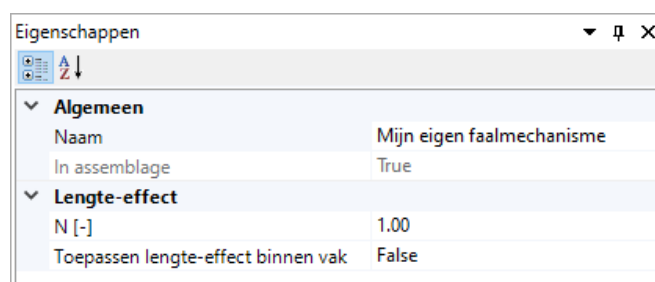 Eigenschappen
A Z
Algemeen
Naam Mijn eigen faalmechanisme
In assemblage True
Lengte-effect
N [-] 1.00
Toepassen lengte-effect binnen vak False